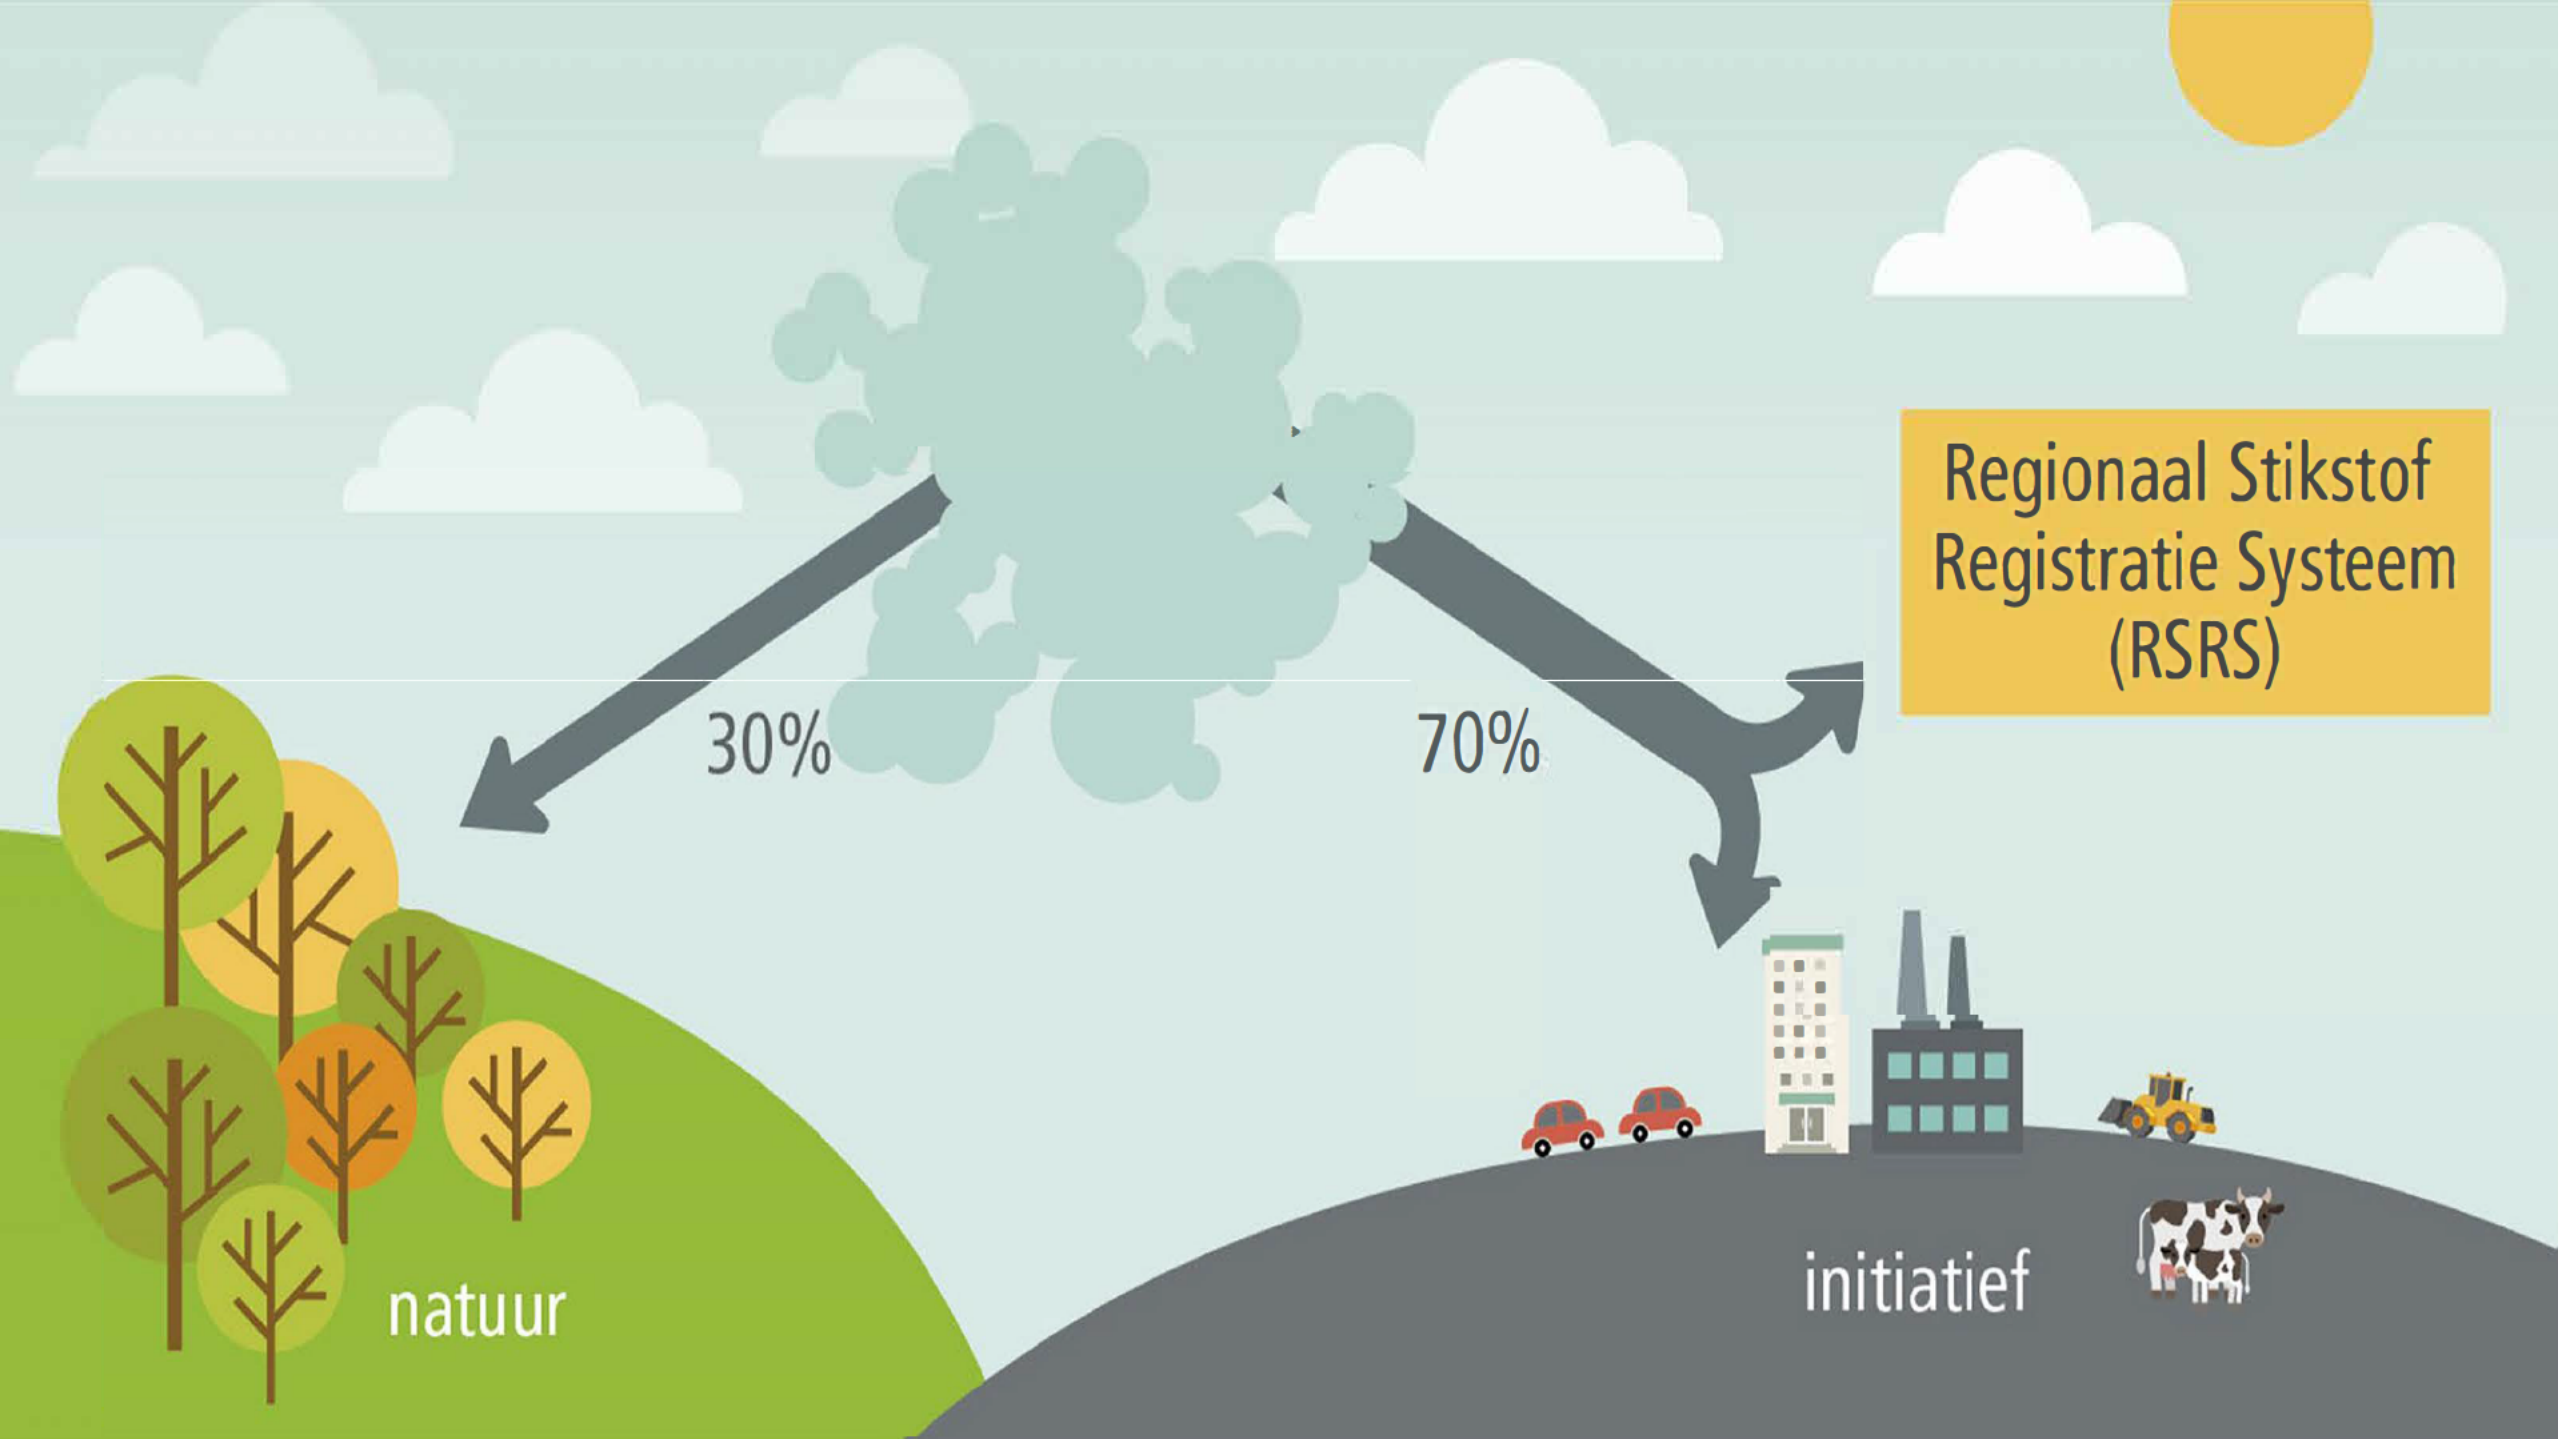 Regionaal Stikstof
Registratie Systeem
(RSRS)
30%
70%
natuur
initiatief